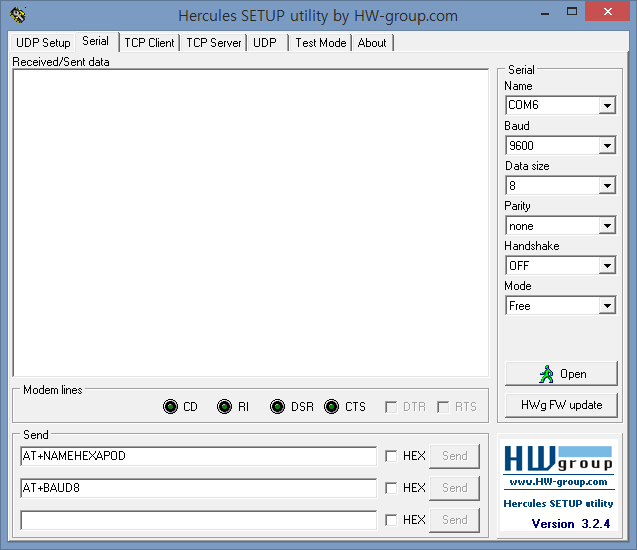 Hercules SETUP utility by HW-group.com
UDP Setup Serial TCP Client TCP Server UDP Test Mode About
Received/Sent data
Serial
Name
COM6
Baud
9600
Data size
8
Parity
none
Handshake
OFF
Mode
Free
Open
HWg FW update
Modem lines
CD RI DSR CTS DTR RTS
Send
AT+NAMEHEXAPOD HEX Send
AT+BAUD8 HEX Send
HEX Send
HW group
www.HW-group.com
Hercules SETUP utility
Version 3.2.4